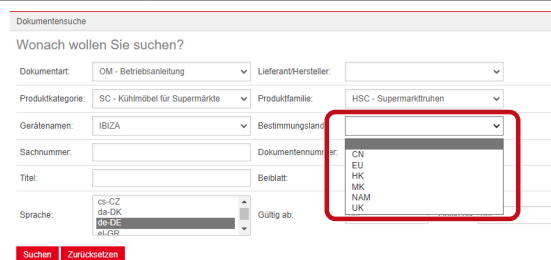 Dokumentensuche
Wonach wollen Sie suchen?
Dokumentart: OM - Betriebsanleitung Lieferant/Hersteller:
Produktkategorie: SC - Kühlmöbel für Supermärkte Produktfamilie: HSC - Supermarkttruhen
Gerätenamen: IBIZA Bestimmungsland:
Sachnummer: Dokumentennummer:
CN
EU
HK
MK
NAM
UK
Titel: Beiblatt:
Sprache: cs-CZ
da-DK
de-DE
el-GR
Gültig ab:
Suchen Zurücksetzen